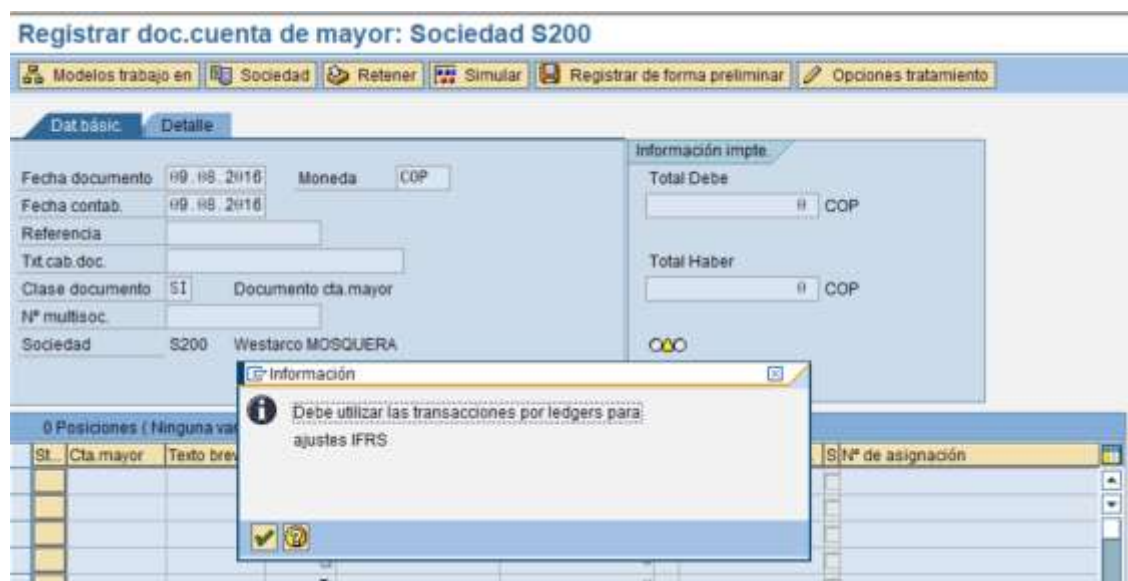 Registrar doc.cuenta de mayor: Sociedad S200
Modelos trabajo en Sociedad Retener Simular Registrar de forma preliminar Opciones tratamiento
Dat.básic. Detalle
Información impte.
Fecha documento 09.08.2016 Moneda COP Total Debe
Fecha contab. 09.08.2016 0 COP
Referencia
Txt.cab.doc. Total Haber
Clase documento SI Documento cta.mayor 0 COP
Nº multisoc.
Sociedad S200 Westarco MOSQUERA
Información
Debe utilizar las transacciones por ledgers para
ajustes IFRS
0 Posiciones ( Ninguna va
St... Cta.mayor Texto brev S Nº de asignación